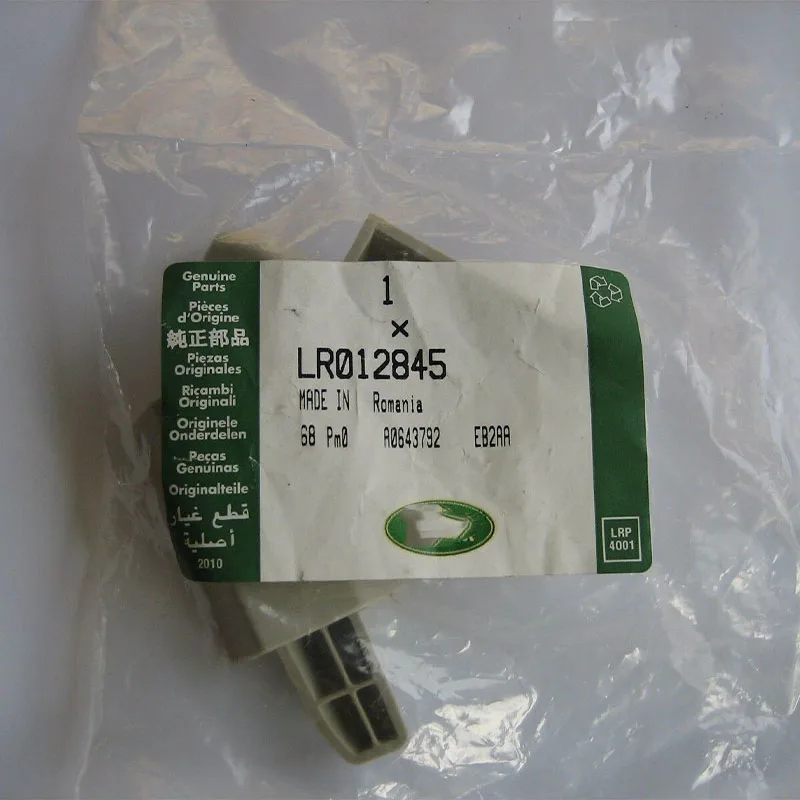 Genuine
Parts
Pièces
d'Origine
純正部品
Piezas
Originales
Ricambi
Originali
Originele
Onderdelen
Peças
Genuinas
Originalteile
قطع غيار
أصلية
2010
1
×
LR012845
MADE IN Romania
68 Pm0 A0643792 EB2AA
LRP
4001